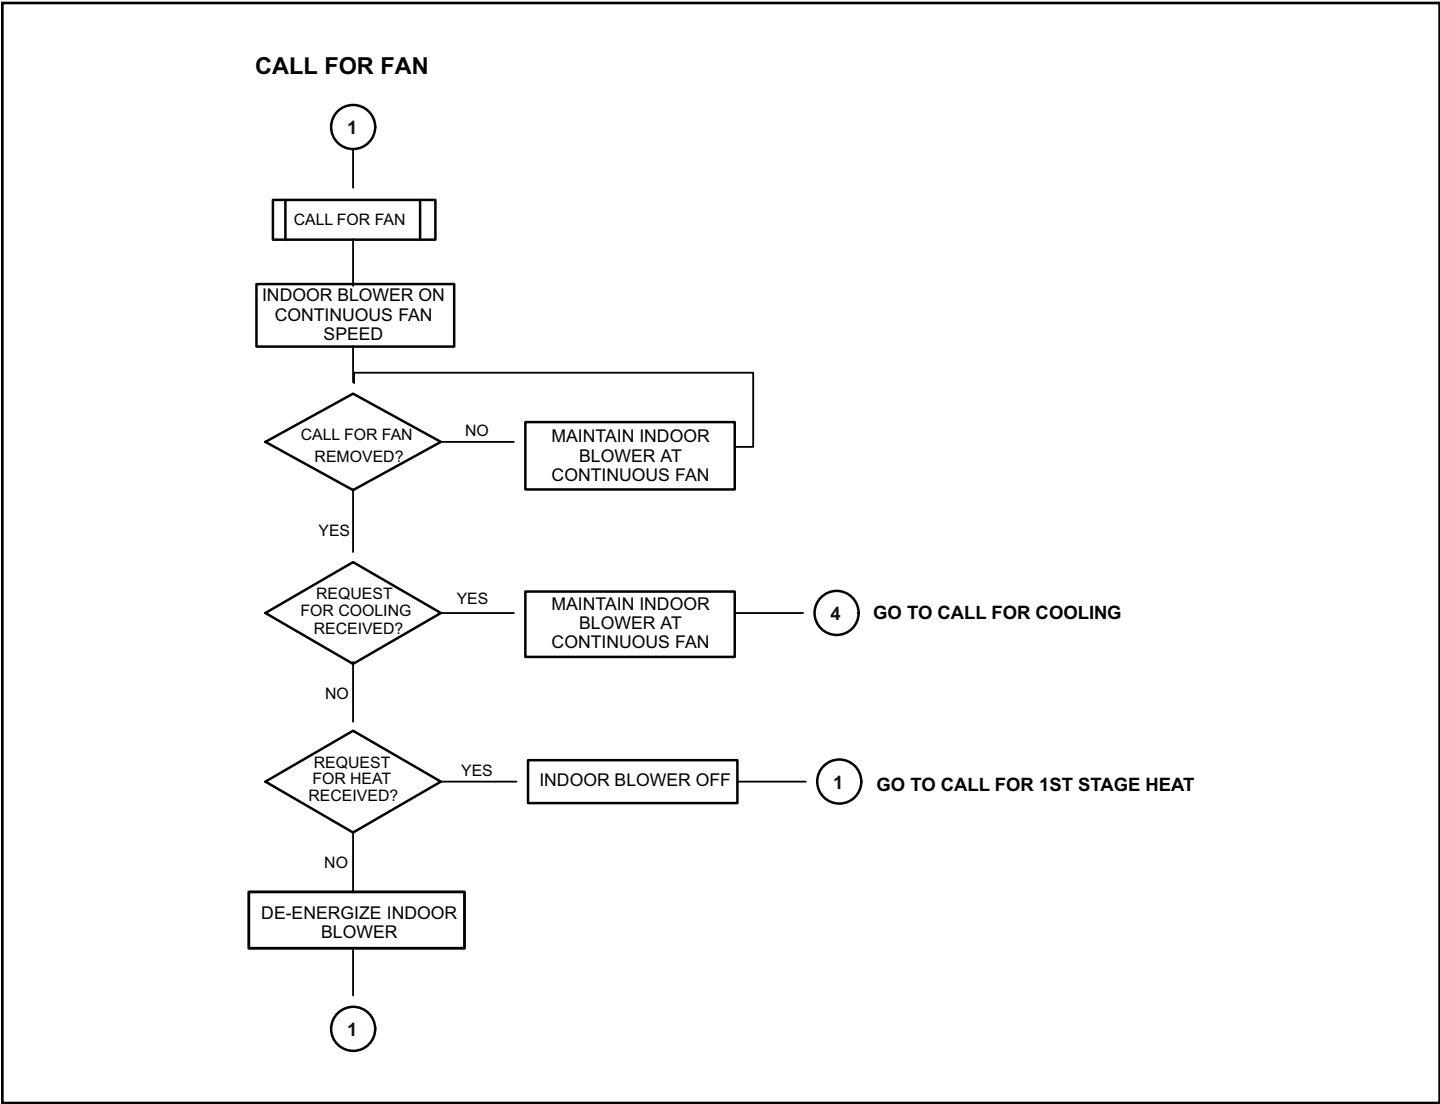 CALL FOR FAN
1
CALL FOR FAN
INDOOR BLOWER ON
CONTINUOUS FAN
SPEED
CALL FOR FAN
REMOVED?
NO
MAINTAIN INDOOR
BLOWER AT
CONTINUOUS FAN
YES
REQUEST
FOR COOLING
RECEIVED?
YES
MAINTAIN INDOOR
BLOWER AT
CONTINUOUS FAN
4
GO TO CALL FOR COOLING
NO
REQUEST
FOR HEAT
RECEIVED?
YES
INDOOR BLOWER OFF
1
GO TO CALL FOR 1ST STAGE HEAT
NO
DE-ENERGIZE INDOOR
BLOWER
1